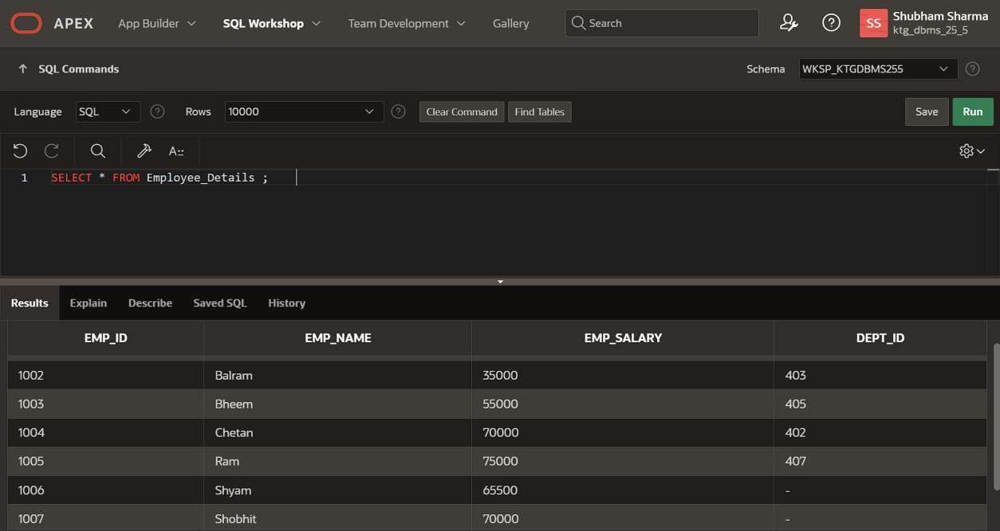 APEX App Builder SQL Workshop Team Development Gallery Search SS Shubham Sharma
ktg_dbms_25_5
SQL Commands Schema WKSP_KTGDBMS255 ?
Language SQL ? Rows 10000 ? Clear Command Find Tables Save Run
A::
1 SELECT * FROM Employee_Details ;
Results Explain Describe Saved SQL History
EMP_ID EMP_NAME EMP_SALARY DEPT_ID
1002 Balram 35000 403
1003 Bheem 55000 405
1004 Chetan 70000 402
1005 Ram 75000 407
1006 Shyam 65500 -
1007 Shobhit 70000 -